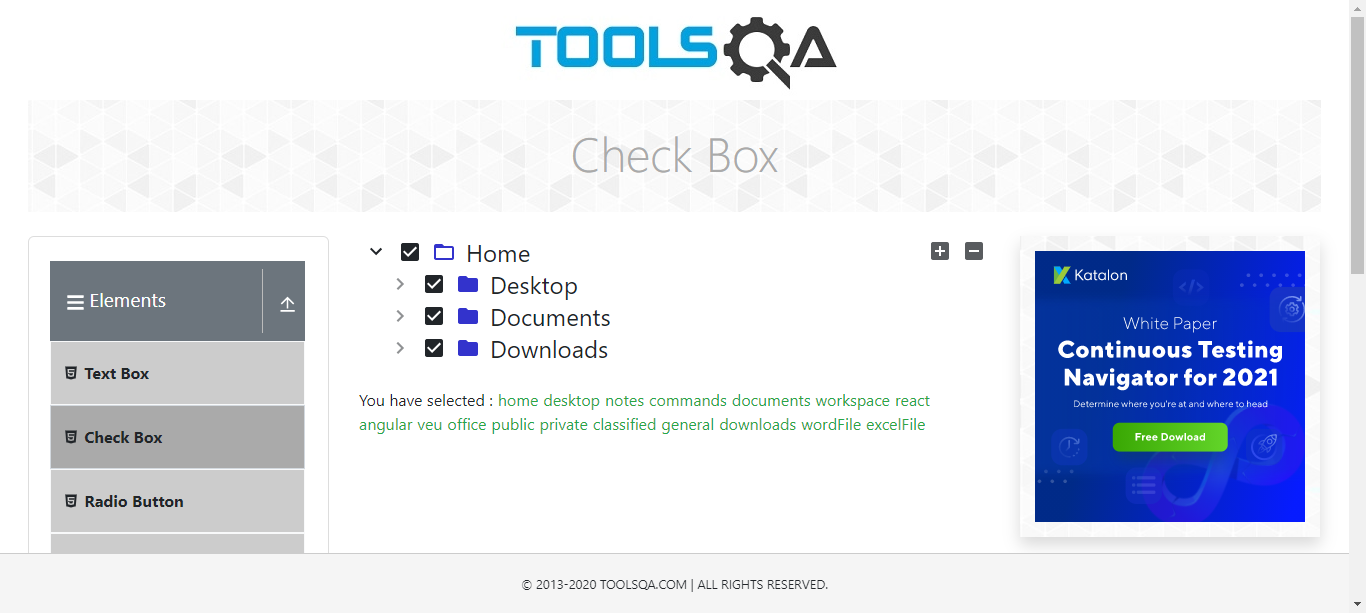 TOOLSQA
Check Box
Elements
Text Box
Check Box
Radio Button
Home
Desktop
Documents
Downloads
You have selected : home desktop notes commands documents workspace react
angular veu office public private classified general downloads wordFile excelFile
Katalon
White Paper
Continuous Testing
Navigator for 2021
Determine where you're at and where to head
Free Dowload
© 2013-2020 TOOLSQA.COM | ALL RIGHTS RESERVED.